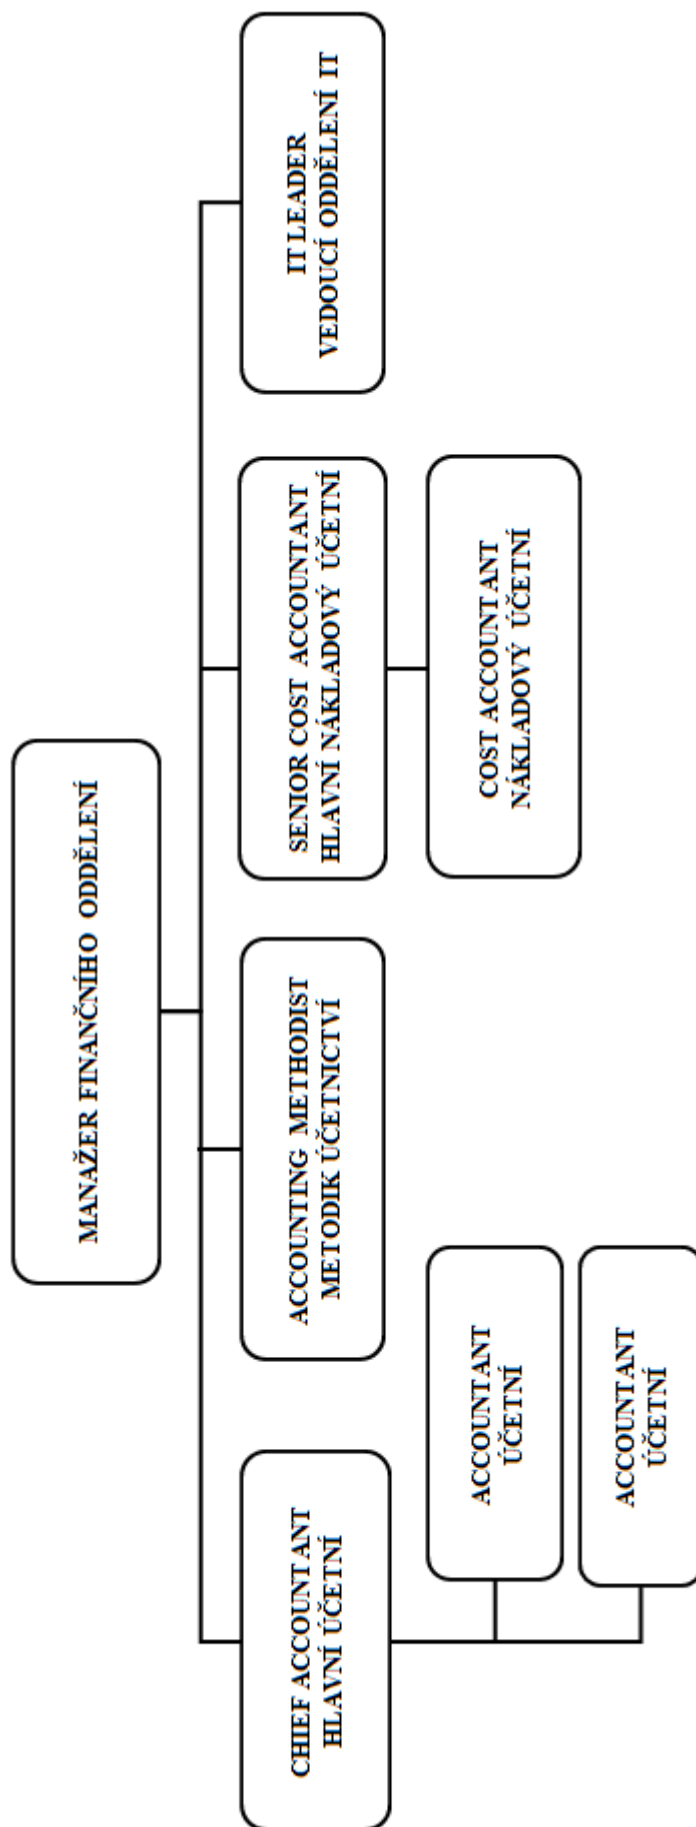 MANAŽER FINANČNÍHO ODDĚLENÍ
CHIEF ACCOUNTANT
HLAVNÍ ÚČETNÍ
ACCOUNTING METHODIST
METODIK ÚČETNICTVÍ
SENIOR COST ACCOUNTANT
HLAVNÍ NÁKLADOVÝ ÚČETNÍ
IT LEADER
VEDOUCÍ ODDĚLENÍ IT
ACCOUNTANT
ÚČETNÍ
COST ACCOUNTANT
NÁKLADOVÝ ÚČETNÍ
ACCOUNTANT
ÚČETNÍ